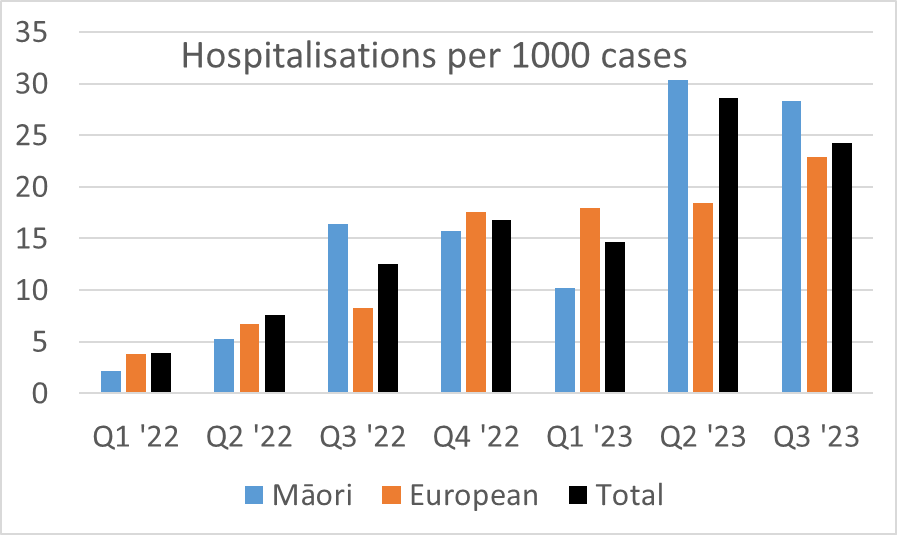 Hospitalisations per 1000 cases
35
30
25
20
15
10
5
0
Q1 '22 Q2 '22 Q3 '22 Q4 '22 Q1 '23 Q2 '23 Q3 '23
Māori European Total